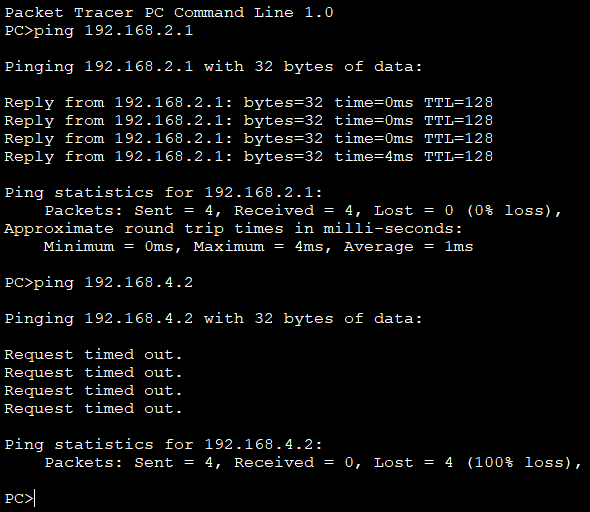 Packet Tracer PC Command Line 1.0
PC>ping 192.168.2.1
Pinging 192.168.2.1 with 32 bytes of data:
Reply from 192.168.2.1: bytes=32 time=0ms TTL=128
Reply from 192.168.2.1: bytes=32 time=0ms TTL=128
Reply from 192.168.2.1: bytes=32 time=0ms TTL=128
Reply from 192.168.2.1: bytes=32 time=4ms TTL=128
Ping statistics for 192.168.2.1:
Packets: Sent = 4, Received = 4, Lost = 0 (0% loss),
Approximate round trip times in milli-seconds:
Minimum = 0ms, Maximum = 4ms, Average = 1ms
PC>ping 192.168.4.2
Pinging 192.168.4.2 with 32 bytes of data:
Request timed out.
Request timed out.
Request timed out.
Request timed out.
Ping statistics for 192.168.4.2:
Packets: Sent = 4, Received = 0, Lost = 4 (100% loss),
PC>